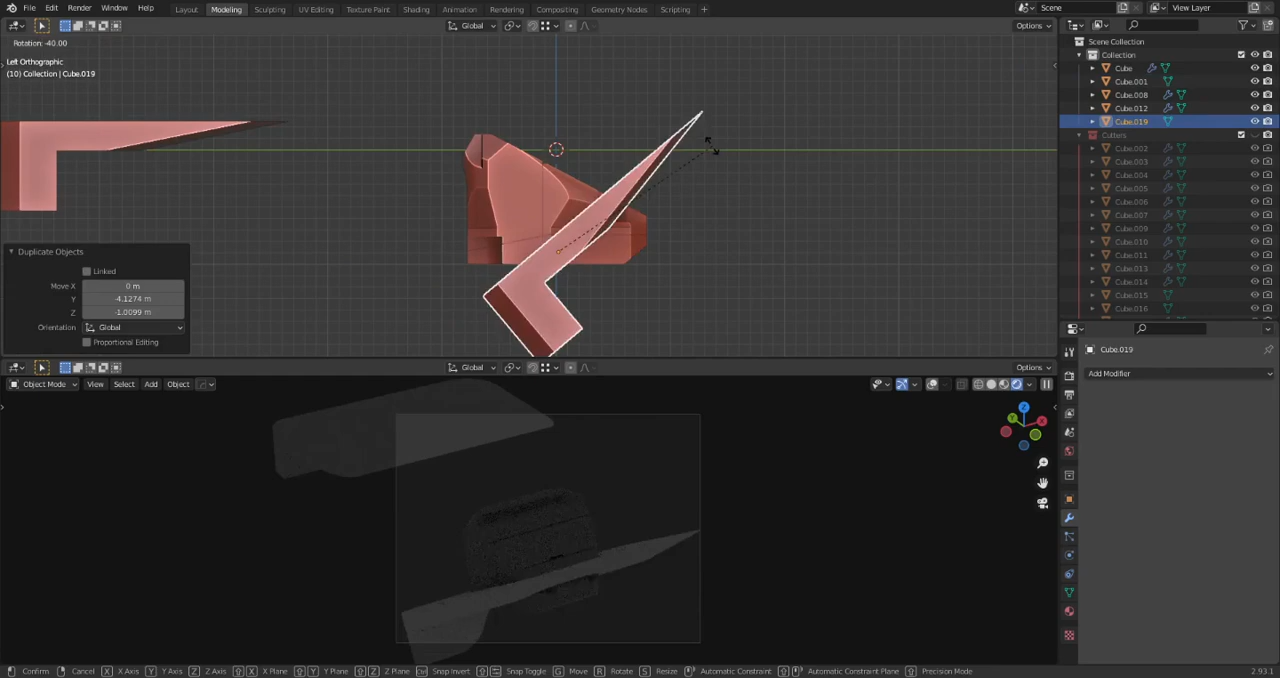 File Edit Render Window Help Layout Modeling Sculpting UV Editing Texture Paint Shading Animation Rendering Compositing Geometry Nodes Scripting + Scene View Layer
Global Options
Rotation: -40.00
Left Orthographic
(10) Collection | Cube.019
Scene Collection
Collection
Cube
Cube.001
Cube.008
Cube.012
Cube.019
Cutters
Cube.002
Cube.003
Cube.004
Cube.005
Cube.006
Cube.007
Cube.009
Cube.010
Cube.011
Cube.013
Cube.014
Cube.015
Cube.016
Duplicate Objects
Linked
Move X 0 m
Y -4.1274 m
Z -1.0099 m
Orientation Global
Proportional Editing
Cube.019
Add Modifier
Global Options
Object Mode View Select Add Object
Z
Y X
Confirm Cancel X X Axis Y Y Axis Z Z Axis X X Plane Y Y Plane Z Z Plane Ctrl Snap Invert Snap Toggle G Move R Rotate S Resize Automatic Constraint Automatic Constraint Plane Precision Mode 2.93.1